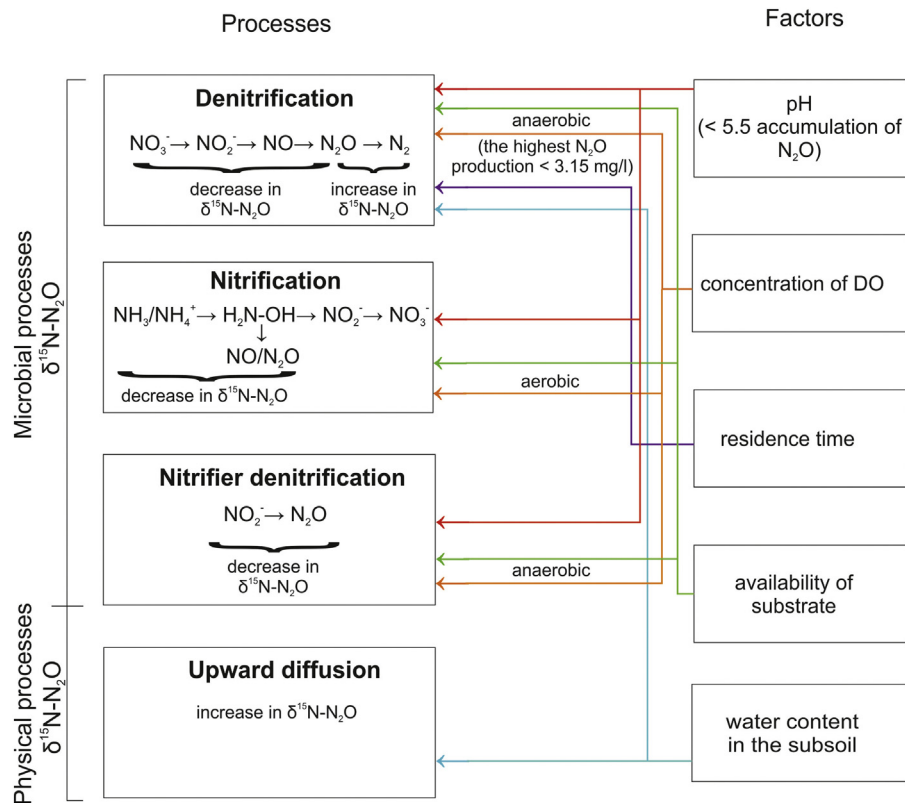 Processes
Factors
Microbial processes
δ¹⁵N-N₂O
Physical processes
δ¹⁵N-N₂O
Denitrification
NO₃⁻→NO₂⁻→NO→N₂O → N₂
decrease in
δ¹⁵N-N₂O
increase in
δ¹⁵N-N₂O
anaerobic
(the highest N₂O
production < 3.15 mg/l)
Nitrification
NH₃/NH₄⁺→ H₂N-OH→ NO₂⁻→ NO₃⁻
↓
NO/N₂O
decrease in δ¹⁵N-N₂O
aerobic
Nitrifier denitrification
NO₂⁻→ N₂O
decrease in
δ¹⁵N-N₂O
anaerobic
Upward diffusion
increase in δ¹⁵N-N₂O
pH
(< 5.5 accumulation of
N₂O)
concentration of DO
residence time
availability of
substrate
water content
in the subsoil